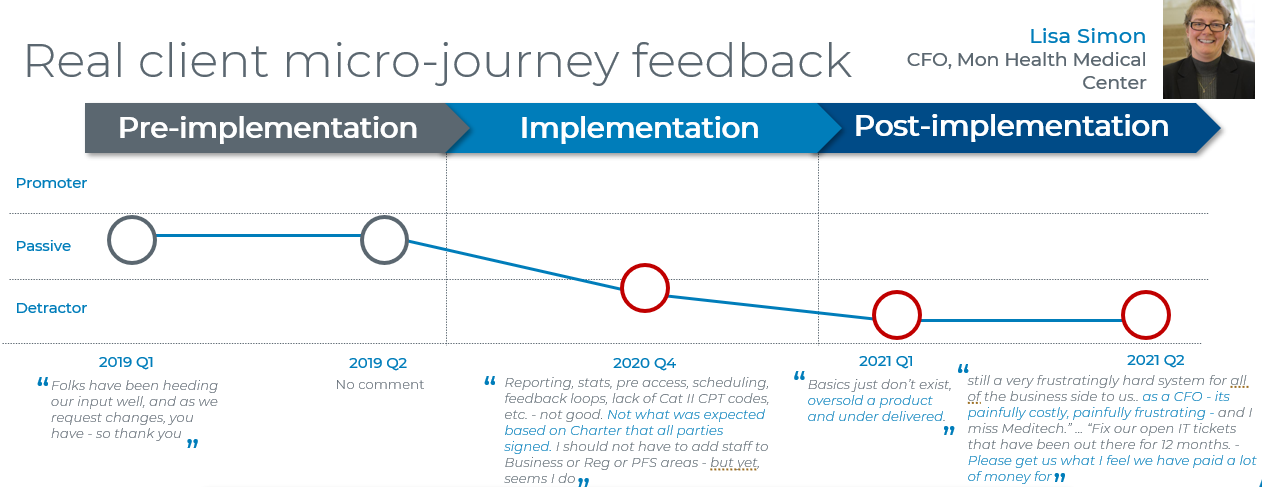 Real client micro-journey feedback
Lisa Simon
CFO, Mon Health Medical
Center
Pre-implementation
Implementation
Post-implementation
Promoter
Passive
Detractor
2019 Q1
“Folks have been heeding
our input well, and as we
request changes, you
have - so thank you”
2019 Q2
No comment
2020 Q4
“Reporting, stats, pre access, scheduling,
feedback loops, lack of Cat II CPT codes,
etc. - not good. Not what was expected
based on Charter that all parties
signed. I should not have to add staff to
Business or Reg or PFS areas - but yet,
seems I do”
2021 Q1
“Basics just don’t exist,
oversold a product
and under delivered.”
2021 Q2
“still a very frustratingly hard system for all
of the business side to us.. as a CFO - its
painfully costly, painfully frustrating - and I
miss Meditech.” ... “Fix our open IT tickets
that have been out there for 12 months. -
Please get us what I feel we have paid a lot
of money for”